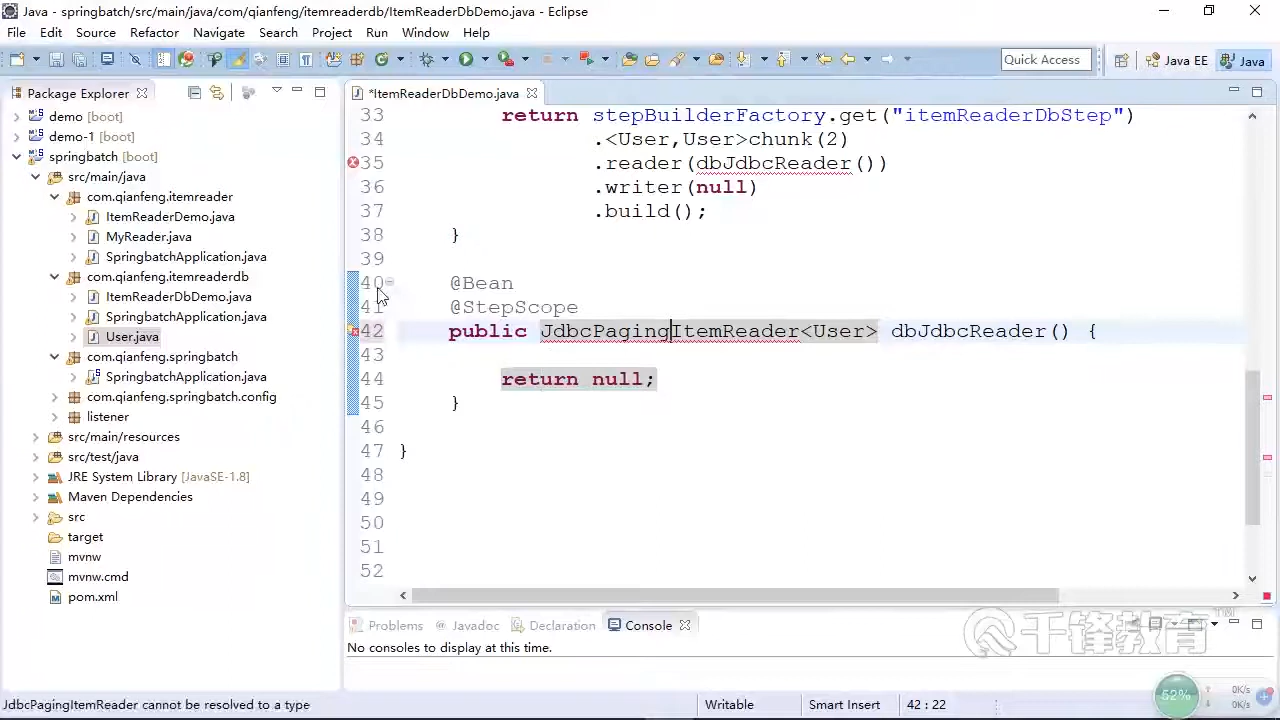 Java - springbatch/src/main/java/com/qianfeng/itemreaderdb/ItemReaderDbDemo.java - Eclipse
File Edit Source Refactor Navigate Search Project Run Window Help
Quick Access
Java EE
Java
Package Explorer
demo [boot]
demo-1 [boot]
springbatch [boot]
src/main/java
com.qianfeng.itemreader
ItemReaderDemo.java
MyReader.java
SpringbatchApplication.java
com.qianfeng.itemreaderdb
ItemReaderDbDemo.java
SpringbatchApplication.java
User.java
com.qianfeng.springbatch
SpringbatchApplication.java
com.qianfeng.springbatch.config
listener
src/main/resources
src/test/java
JRE System Library [JavaSE-1.8]
Maven Dependencies
src
target
mvnw
mvnw.cmd
pom.xml
*ItemReaderDbDemo.java
33 return stepBuilderFactory.get("itemReaderDbStep")
34 .<User,User>chunk(2)
35 .reader(dbJdbcReader())
36 .writer(null)
37 .build();
38 }
39
40 @Bean
41 @StepScope
42 public JdbcPagingItemReader<User> dbJdbcReader() {
43
44 return null;
45 }
46
47 }
48
49
50
51
52
Problems @ Javadoc Declaration Console
No consoles to display at this time.
千锋教育 TM
JdbcPagingItemReader cannot be resolved to a type
Writable
Smart Insert
42 : 22
52%
0K/s
0K/s